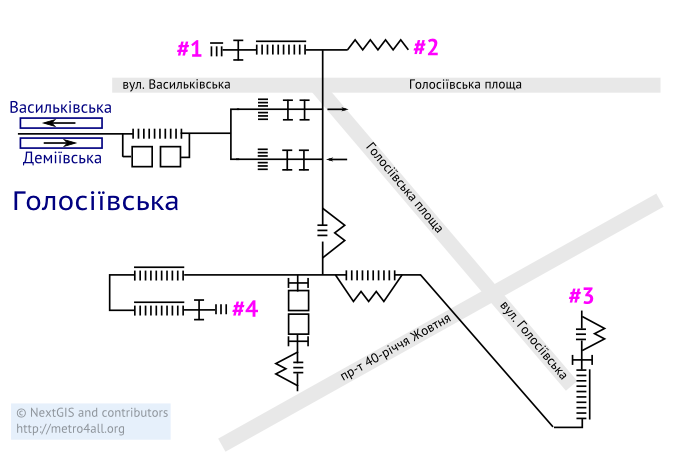 #1
#2
вул. Васильківська
Голосіївська площа
Васильківська
Деміївська
Голосіївська площа
Голосіївська
#3
#4
вул. Голосіївська
пр-т 40-річчя Жовтня
© NextGIS and contributors
http://metro4all.org